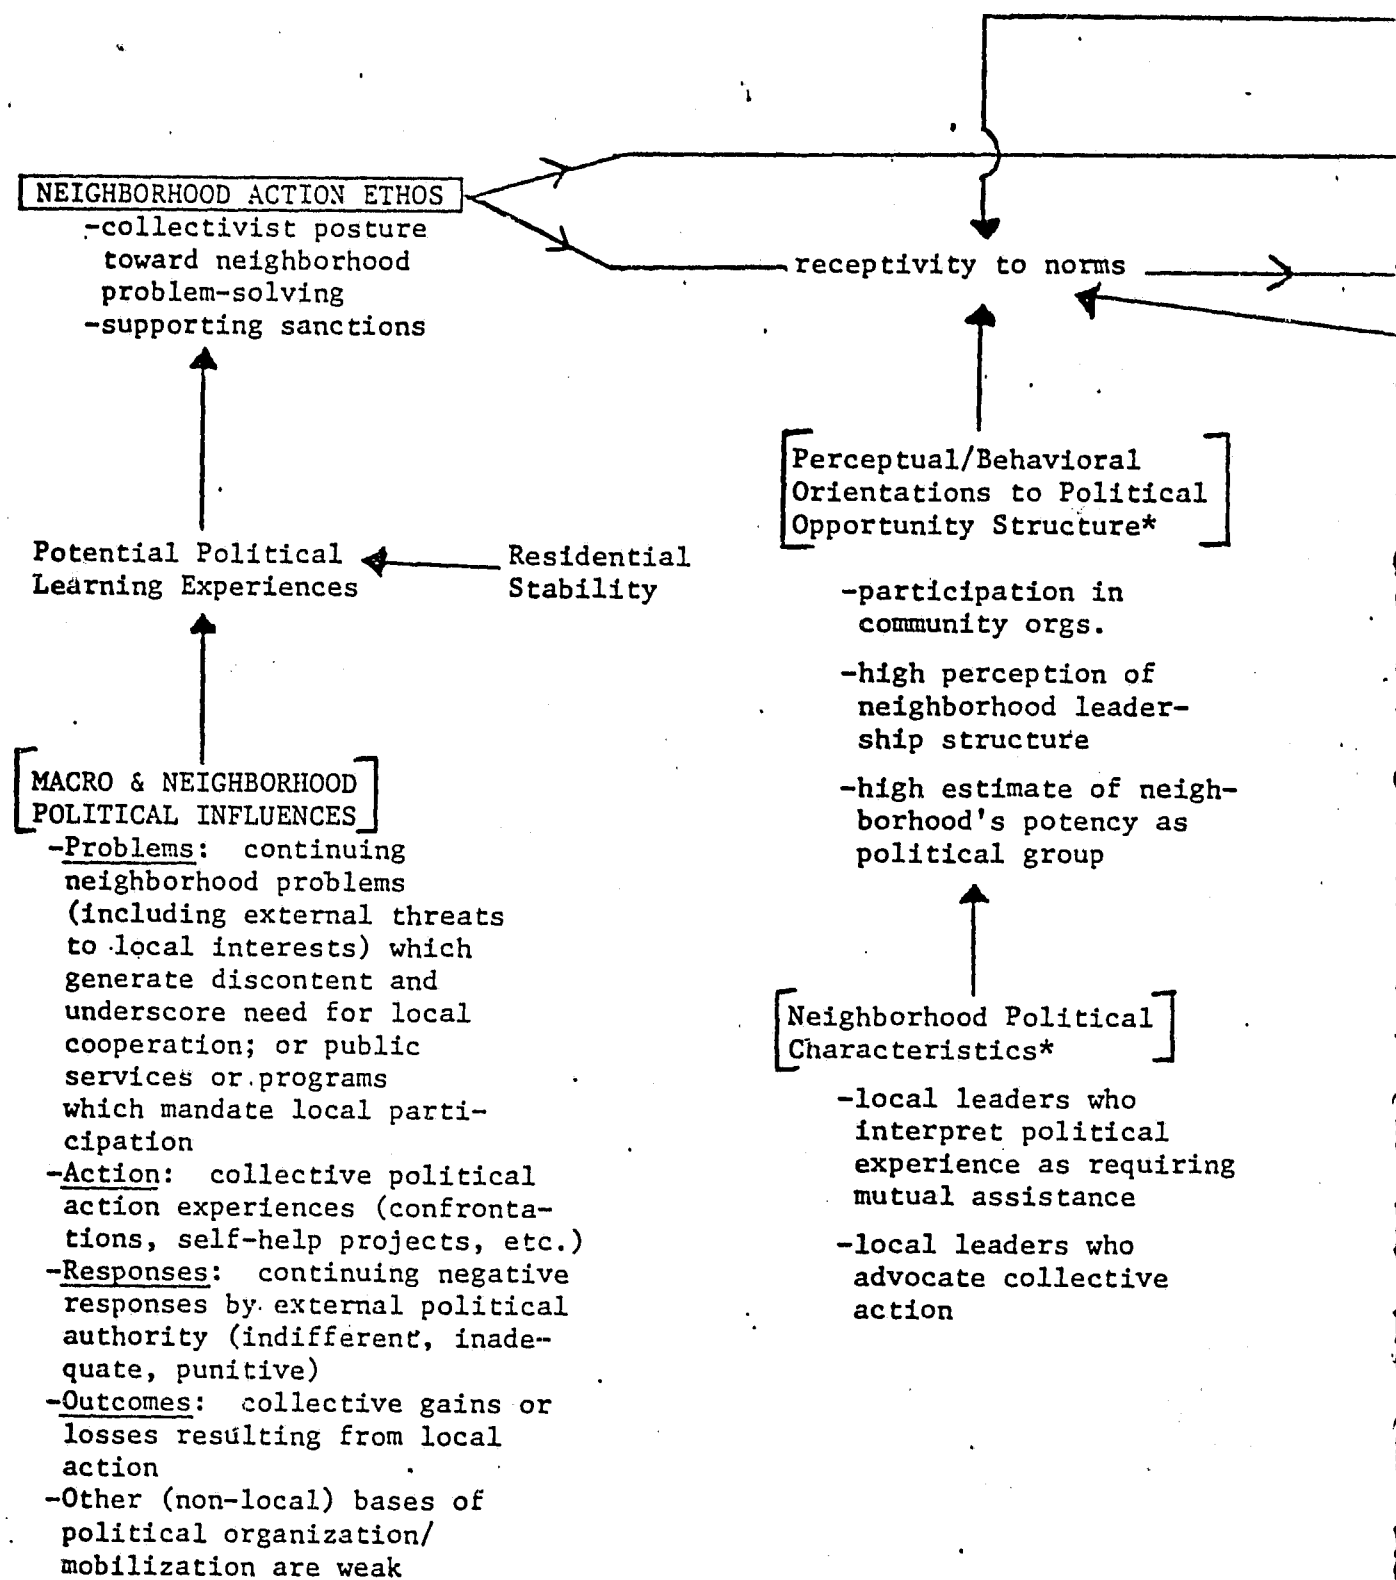 NEIGHBORHOOD ACTION ETHOS
-collectivist posture
toward neighborhood
problem-solving
-supporting sanctions
Potential Political
Learning Experiences
Residential
Stability
MACRO & NEIGHBORHOOD
POLITICAL INFLUENCES
-Problems: continuing
neighborhood problems
(including external threats
to local interests) which
generate discontent and
underscore need for local
cooperation; or public
services or programs
which mandate local parti-
cipation
-Action: collective political
action experiences (confronta-
tions, self-help projects, etc.)
-Responses: continuing negative
responses by external political
authority (indifferent, inade-
quate, punitive)
-Outcomes: collective gains or
losses resulting from local
action
-Other (non-local) bases of
political organization/
mobilization are weak
receptivity to norms
Perceptual/Behavioral
Orientations to Political
Opportunity Structure*
-participation in
community orgs.
-high perception of
neighborhood leader-
ship structure
-high estimate of neigh-
borhood's potency as
political group
Neighborhood Political
Characteristics*
-local leaders who
interpret political
experience as requiring
mutual assistance
-local leaders who
advocate collective
action